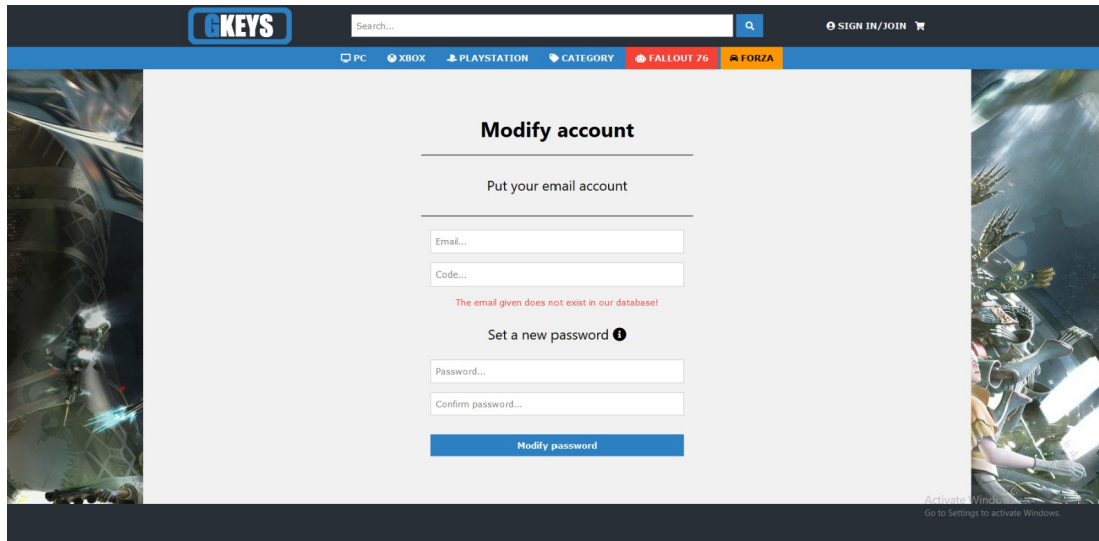 GKEYS
Search...
SIGN IN/JOIN
PC XBOX PLAYSTATION CATEGORY FALLOUT 76 FORZA
Modify account
Put your email account
Email...
Code...
The email given does not exist in our database!
Set a new password
Password...
Confirm password...
Modify password
Activate Windows
Go to Settings to activate Windows.